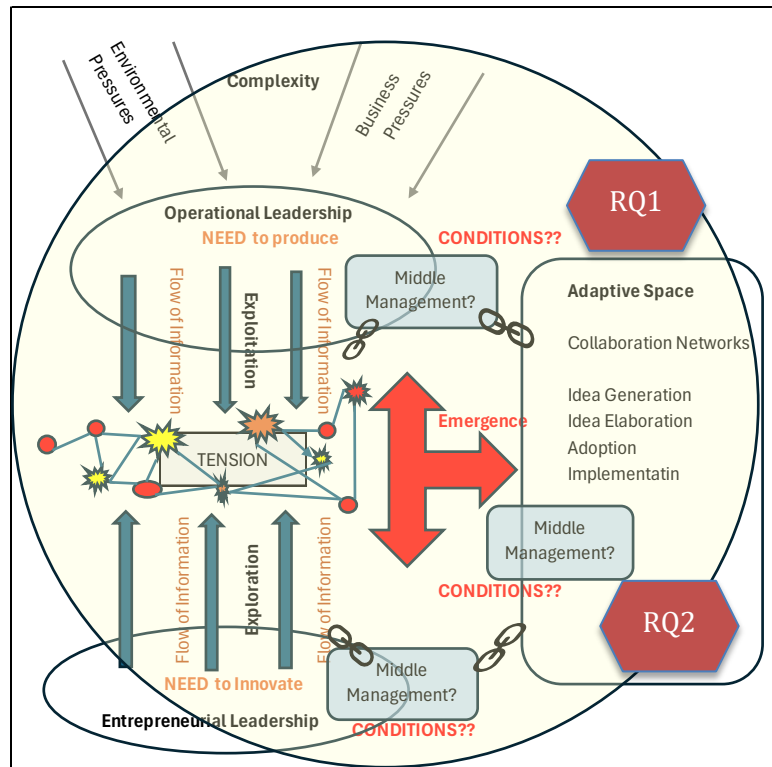 Environmental
Pressures
Complexity
Business
Pressures
RQ1
Operational Leadership
NEED to produce
CONDITIONS??
Middle
Management?
Adaptive Space
Collaboration Networks
Idea Generation
Idea Elaboration
Adoption
Implementatin
Flow of Information
Exploitation
Flow of Information
Emergence
TENSION
Middle
Management?
Flow of Information
Exploration
Flow of Information
CONDITIONS??
RQ2
NEED to Innovate
Middle
Management?
Entrepreneurial Leadership
CONDITIONS??